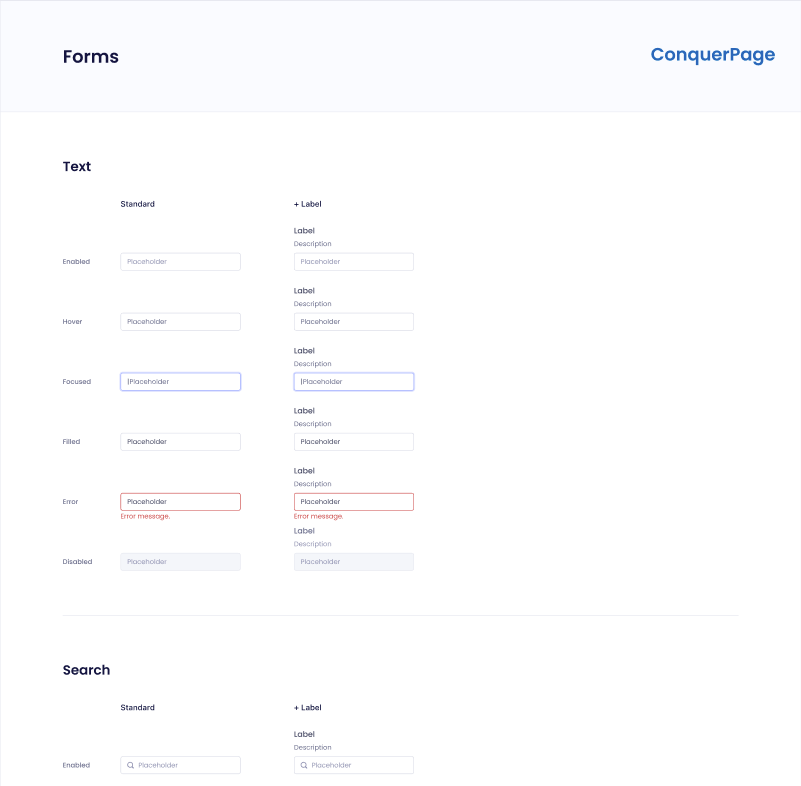 Forms
ConquerPage
Text
Standard
+ Label
Label
Description
Enabled
Placeholder
Placeholder
Label
Description
Hover
Placeholder
Placeholder
Label
Description
Focused
|Placeholder
|Placeholder
Label
Description
Filled
Placeholder
Placeholder
Label
Description
Error
Placeholder
Placeholder
Error message.
Error message.
Label
Description
Disabled
Placeholder
Placeholder
Search
Standard
+ Label
Label
Description
Enabled
Placeholder
Placeholder